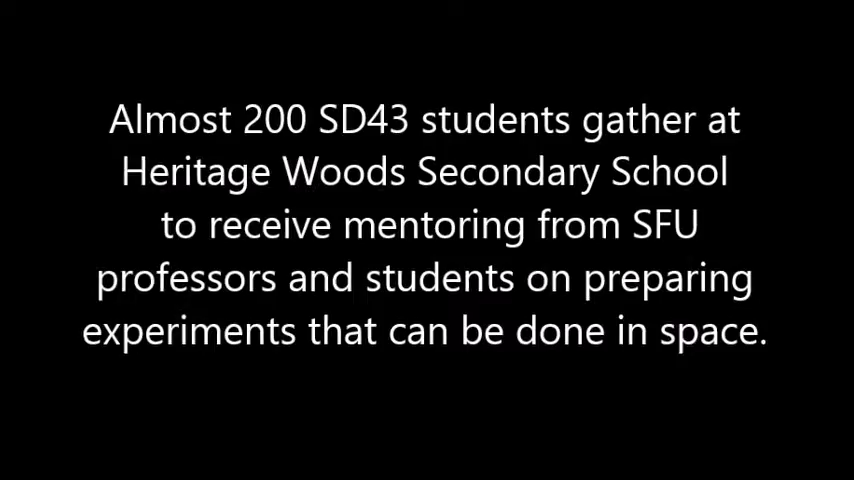 Almost 200 SD43 students gather at
Heritage Woods Secondary School
to receive mentoring from SFU
professors and students on preparing
experiments that can be done in space.